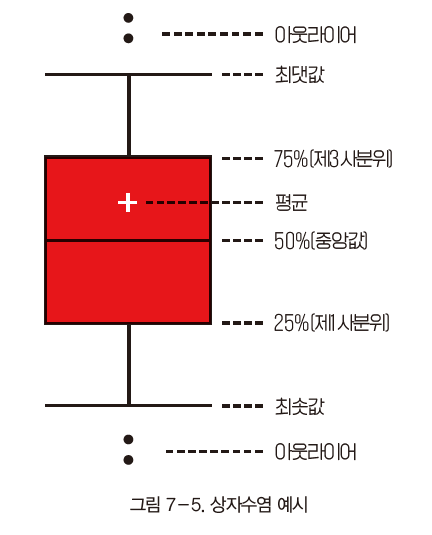 아웃라이어
최댓값
75%(제3 사분위)
평균
50%(중앙값)
25%(제1 사분위)
최솟값
아웃라이어
그림 7-5. 상자수염 예시